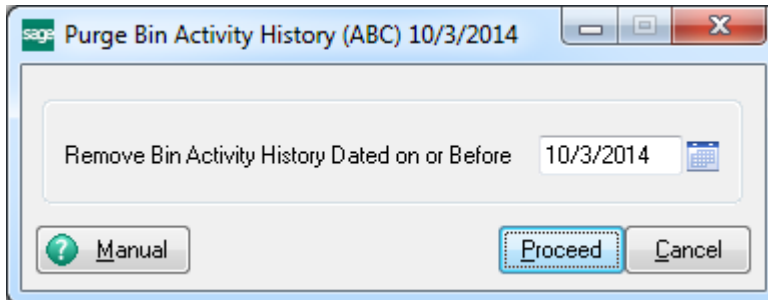 sage Purge Bin Activity History (ABC) 10/3/2014
Remove Bin Activity History Dated on or Before 10/3/2014
? Manual Proceed Cancel